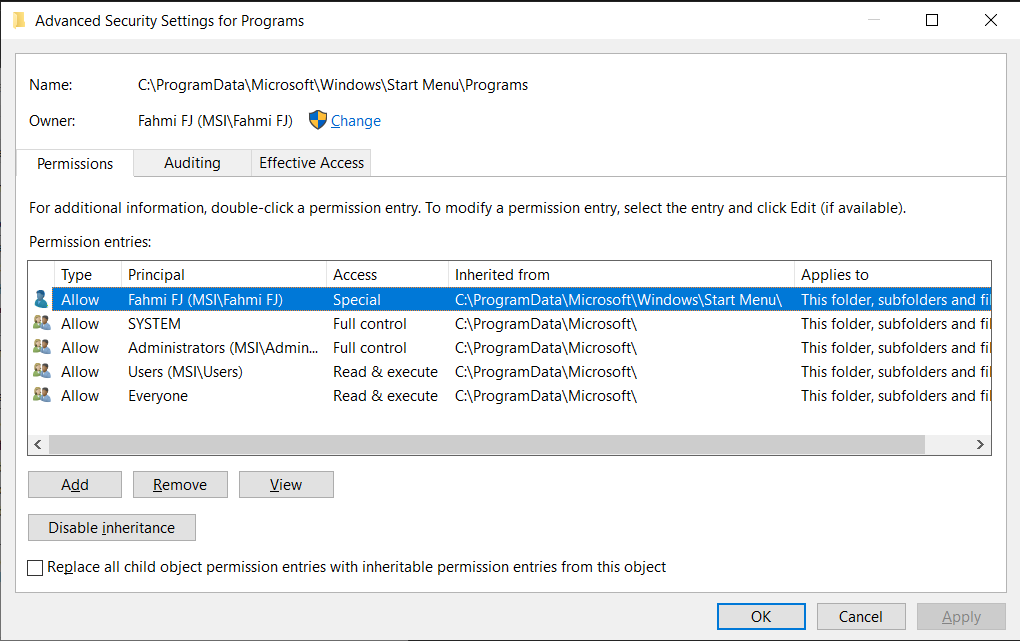 Advanced Security Settings for Programs
Name: C:\ProgramData\Microsoft\Windows\Start Menu\Programs
Owner: Fahmi FJ (MSI\Fahmi FJ) Change
Permissions Auditing Effective Access
For additional information, double-click a permission entry. To modify a permission entry, select the entry and click Edit (if available).
Permission entries:
Type Principal Access Inherited from Applies to
Allow Fahmi FJ (MSI\Fahmi FJ) Special C:\ProgramData\Microsoft\Windows\Start Menu\ This folder, subfolders and fil
Allow SYSTEM Full control C:\ProgramData\Microsoft\ This folder, subfolders and fil
Allow Administrators (MSI\Admin... Full control C:\ProgramData\Microsoft\ This folder, subfolders and fil
Allow Users (MSI\Users) Read & execute C:\ProgramData\Microsoft\ This folder, subfolders and fil
Allow Everyone Read & execute C:\ProgramData\Microsoft\ This folder, subfolders and fil
Add Remove View
Disable inheritance
Replace all child object permission entries with inheritable permission entries from this object
OK Cancel Apply